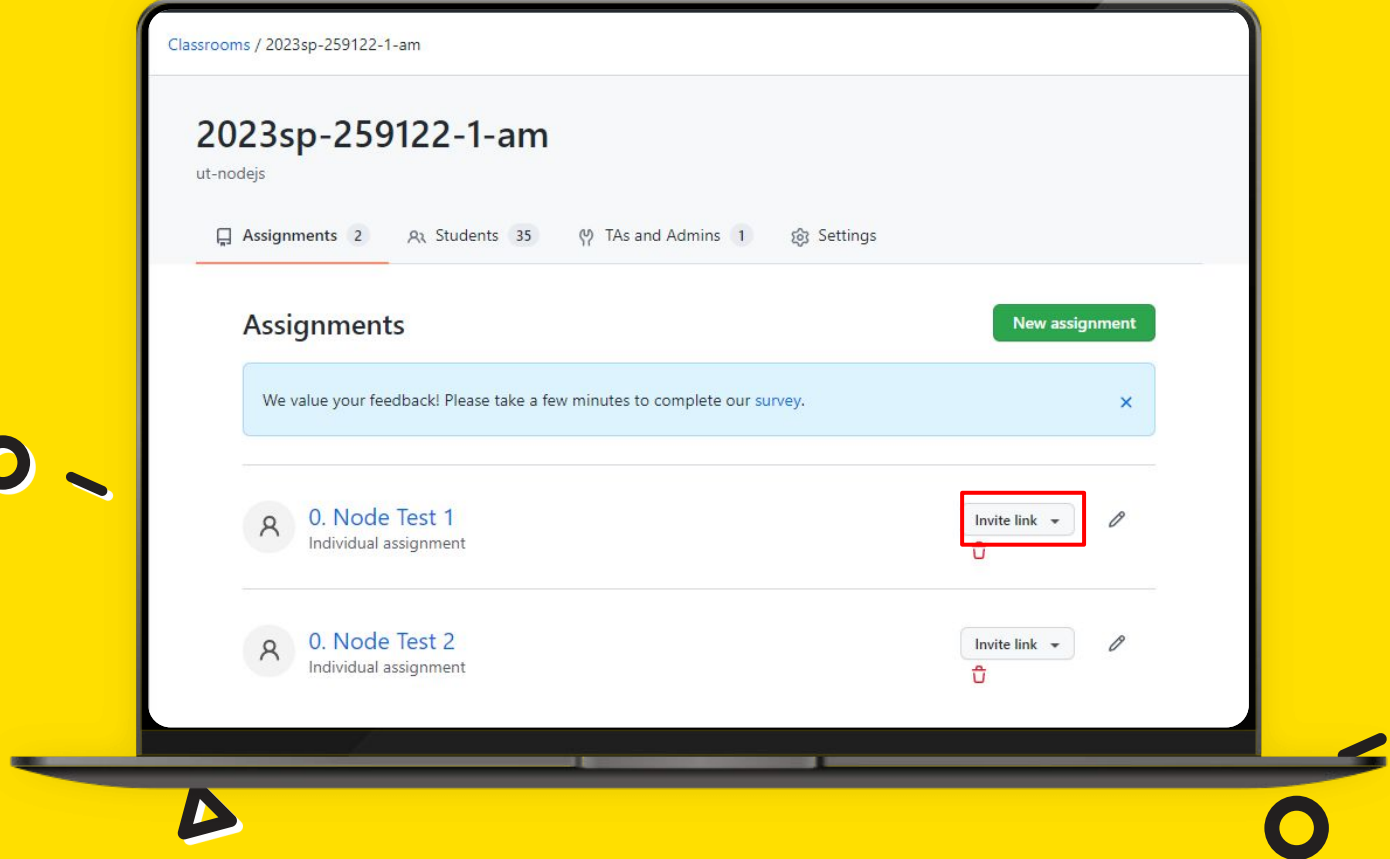 Classrooms / 2023sp-259122-1-am
2023sp-259122-1-am
ut-nodejs
Assignments 2 Students 35 TAs and Admins 1 Settings
Assignments New assignment
We value your feedback! Please take a few minutes to complete our survey.
0. Node Test 1 Invite link
Individual assignment
0. Node Test 2 Invite link
Individual assignment